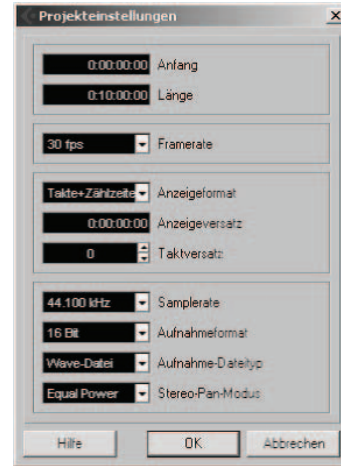 Projekteinstellungen
0:00:00:00 Anfang
0:10:00:00 Länge
30 fps Framerate
Takte+Zählzeite Anzeigeformat
0:00:00:00 Anzeigeversatz
0 Taktversatz
44.100 kHz Samplerate
16 Bit Aufnahmeformat
Wave-Datei Aufnahme-Dateityp
Equal Power Stereo-Pan-Modus
Hilfe OK Abbrechen